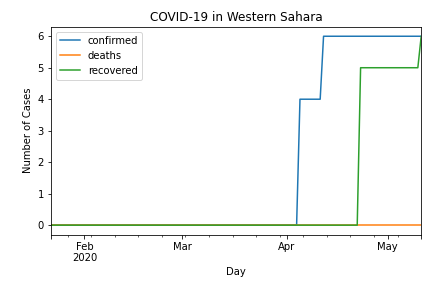 COVID-19 in Western Sahara
confirmed
deaths
recovered
Number of Cases
6
5
4
3
2
1
0
Feb Mar Apr May
2020
Day